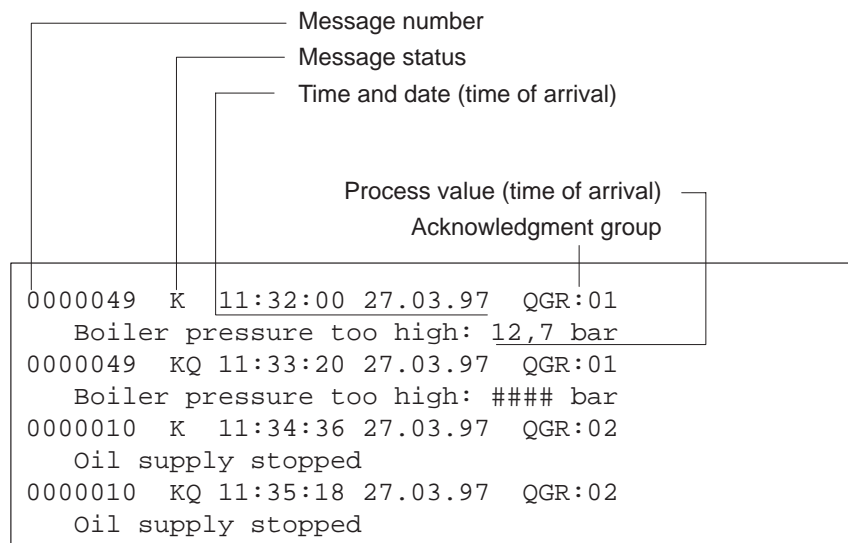 Message number
Message status
Time and date (time of arrival)
Process value (time of arrival)
Acknowledgment group
0000049 K 11:32:00 27.03.97 QGR:01
Boiler pressure too high: 12,7 bar
0000049 KQ 11:33:20 27.03.97 QGR:01
Boiler pressure too high: #### bar
0000010 K 11:34:36 27.03.97 QGR:02
Oil supply stopped
0000010 KQ 11:35:18 27.03.97 QGR:02
Oil supply stopped